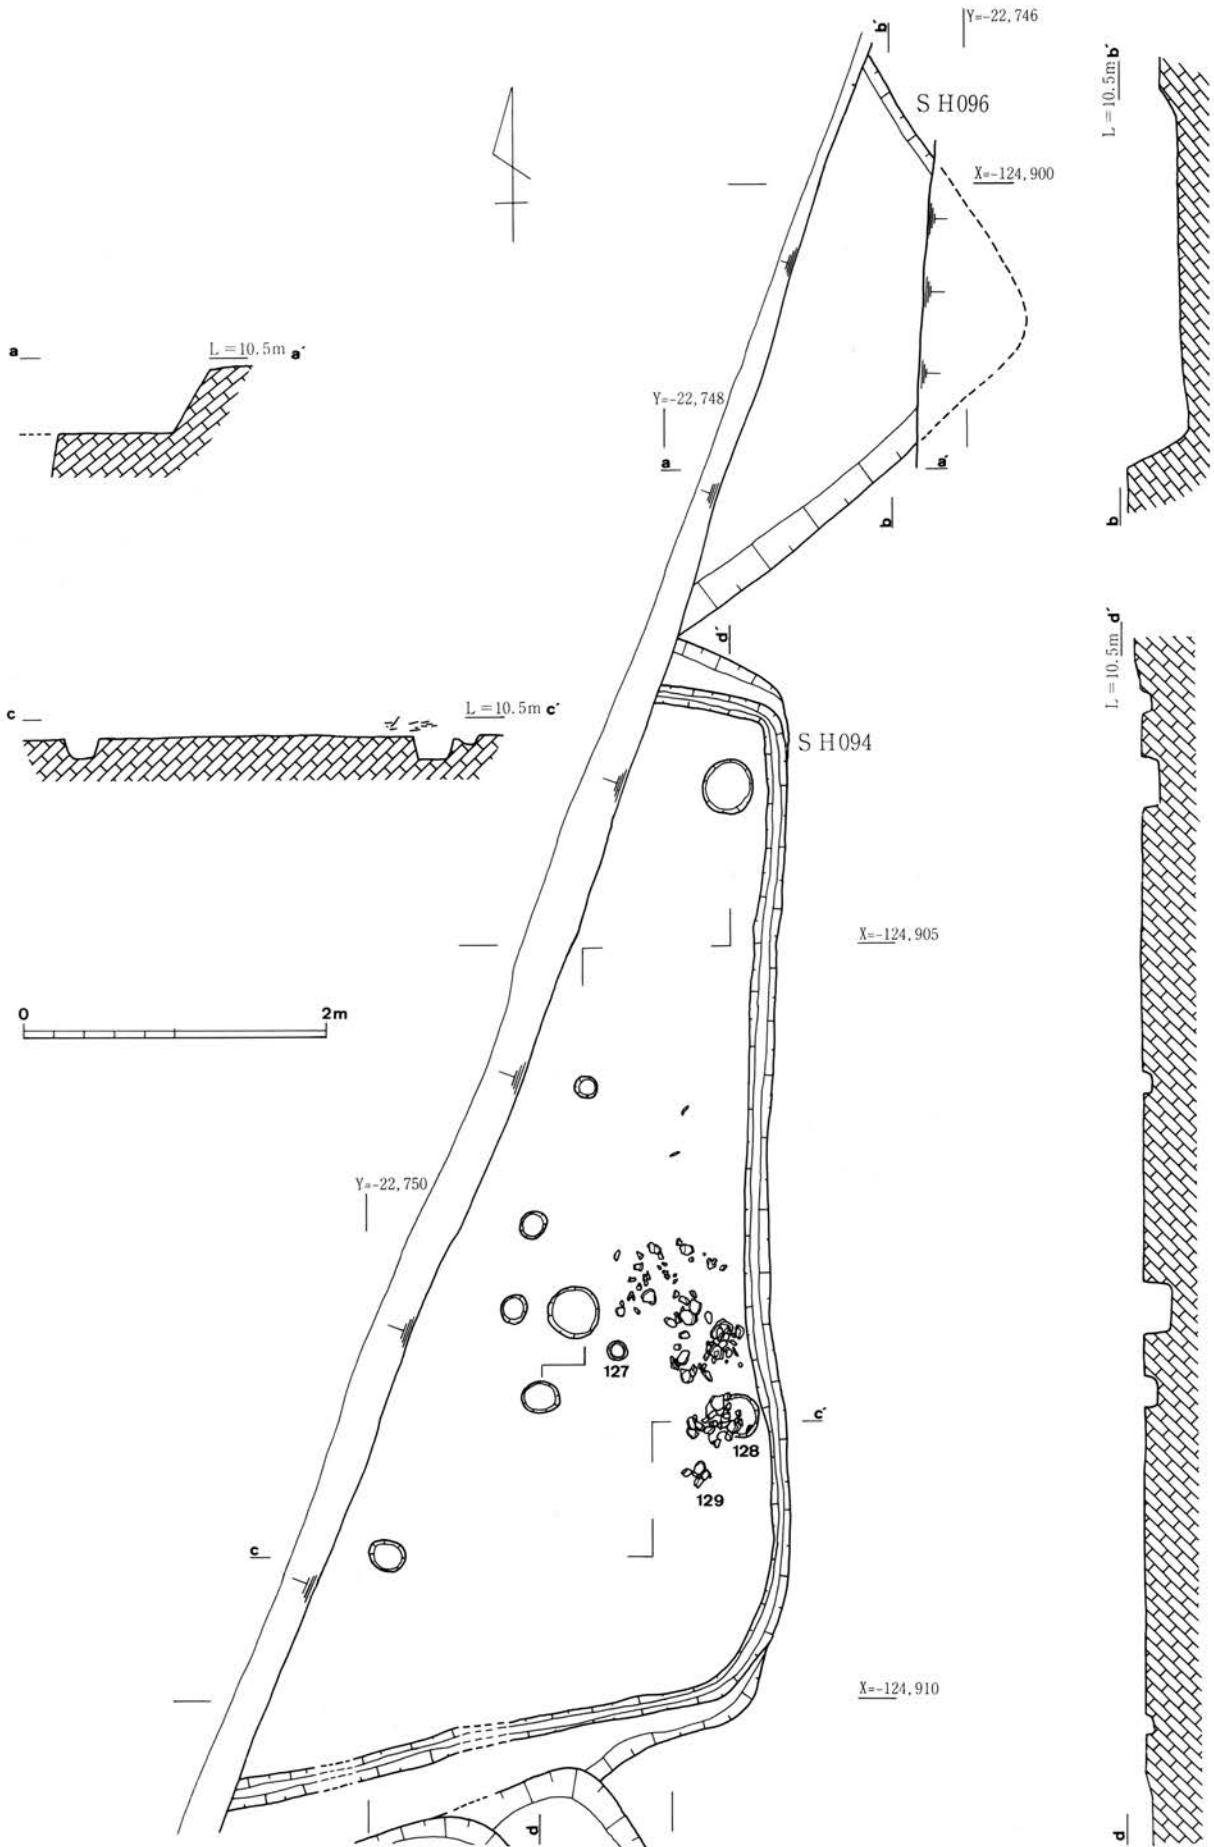 b´
Y=-22,746
L=10.5m b´
S H096
X=-124,900
a
L=10.5m a´
Y=-22,748
a
a´
b
b
d´
L=10.5m d´
c
L=10.5m c´
S H094
X=-124,905
0
2m
Y=-22,750
127
c´
128
129
c
X=-124,910
d
d